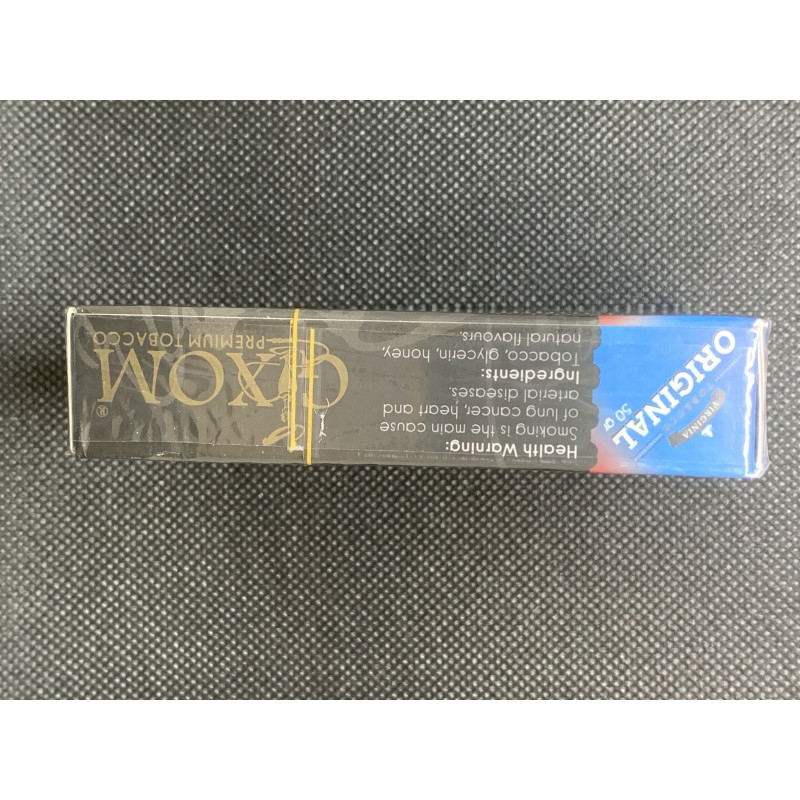 VIRGINIA
TOBACCO
ORIGINAL
50 gr
Health Warning:
Smoking is the main cause
of lung cancer, heart and
arterial diseases.
Ingredients:
Tobacco, glycerin, honey,
natural flavours.
®
PREMIUM TOBACCO